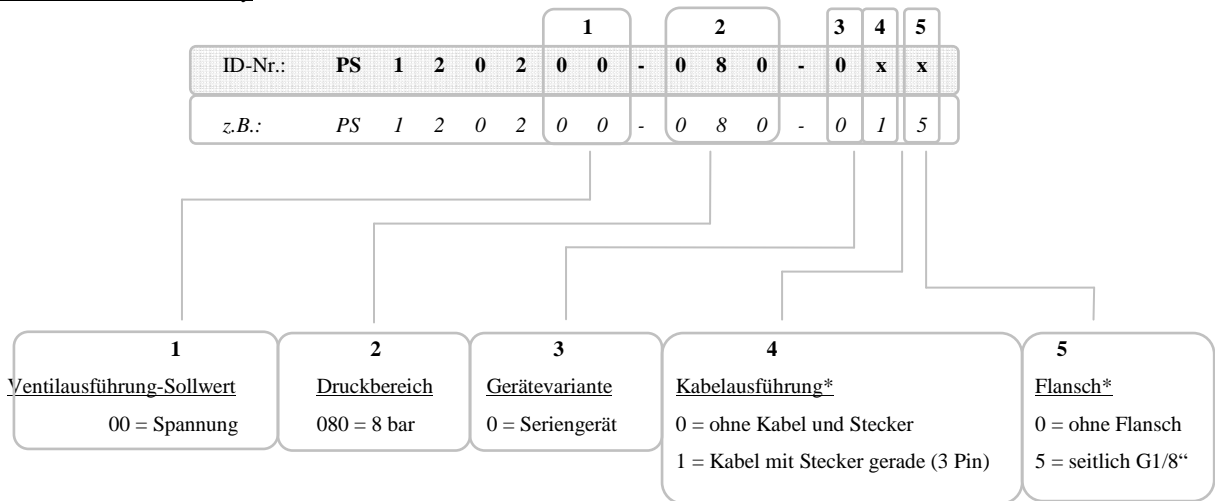 1 2 3 4 5
ID-Nr.: PS 1 2 0 2 0 0 - 0 8 0 - 0 x x
z.B.: PS 1 2 0 2 0 0 - 0 8 0 - 0 1 5
1
Ventilausführung-Sollwert
00 = Spannung
2
Druckbereich
080 = 8 bar
3
Gerätevariante
0 = Seriengerät
4
Kabelausführung*
0 = ohne Kabel und Stecker
1 = Kabel mit Stecker gerade (3 Pin)
5
Flansch*
0 = ohne Flansch
5 = seitlich G1/8“